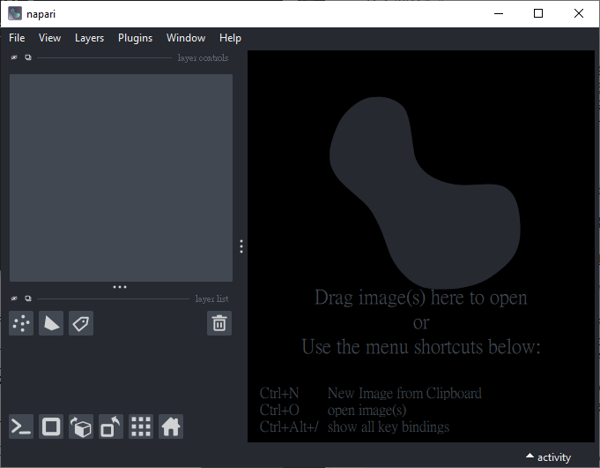 napari
File View Layers Plugins Window Help
layer controls
layer list
Drag image(s) here to open
or
Use the menu shortcuts below:
Ctrl+N New Image from Clipboard
Ctrl+O open image(s)
Ctrl+Alt+/ show all key bindings
activity